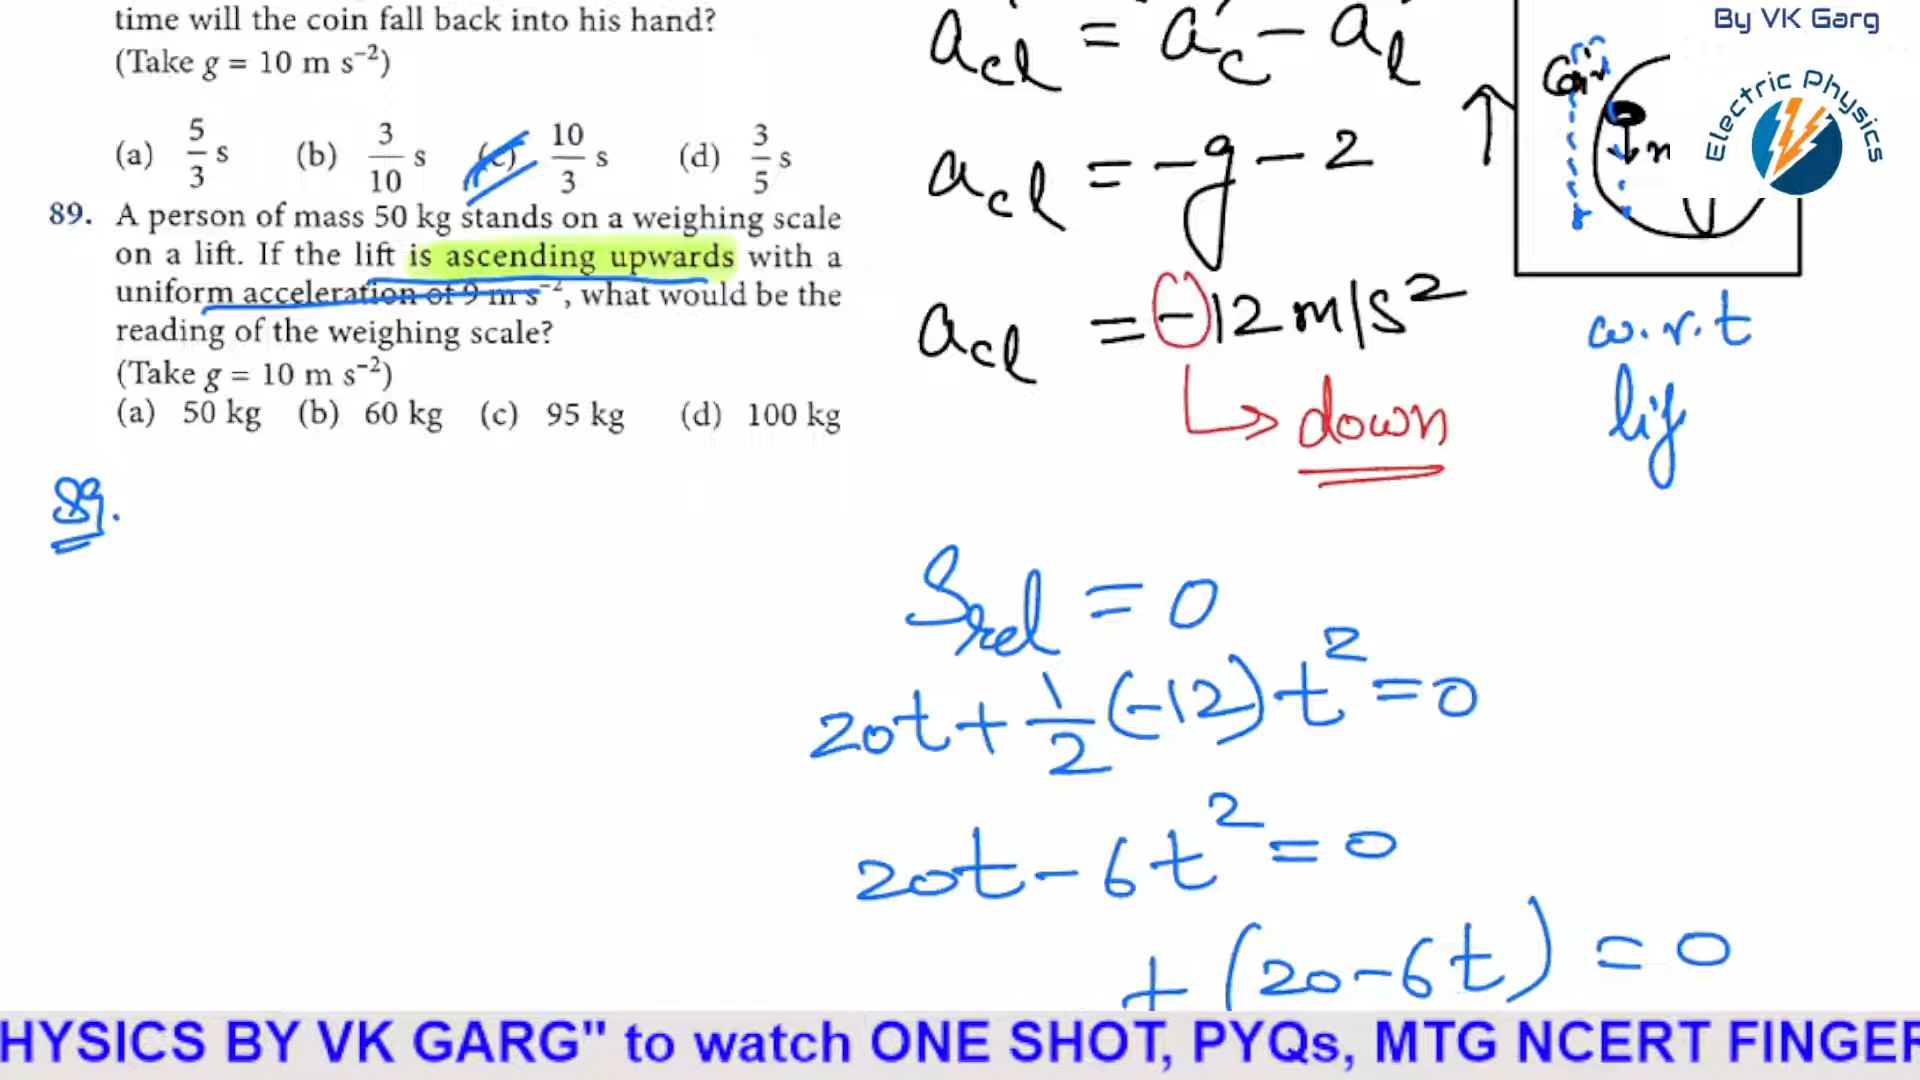 time will the coin fall back into his hand?
(Take g = 10 m s⁻²)
(a) 5/3 s (b) 3/10 s (c) 10/3 s (d) 3/5 s
89. A person of mass 50 kg stands on a weighing scale
on a lift. If the lift is ascending upwards with a
uniform acceleration of 9 m s⁻², what would be the
reading of the weighing scale?
(Take g = 10 m s⁻²)
(a) 50 kg (b) 60 kg (c) 95 kg (d) 100 kg
89.
a_cl = a_c - a_l
a_cl = -g - 2
a_cl = -12 m/s²
down
S_rel = 0
20t + 1/2 (-12) t² = 0
20t - 6t² = 0
t (20 - 6t) = 0
By VK Garg
Electric Physics
Coin
w.r.t
lif
HYSICS BY VK GARG" to watch ONE SHOT, PYQs, MTG NCERT FINGER